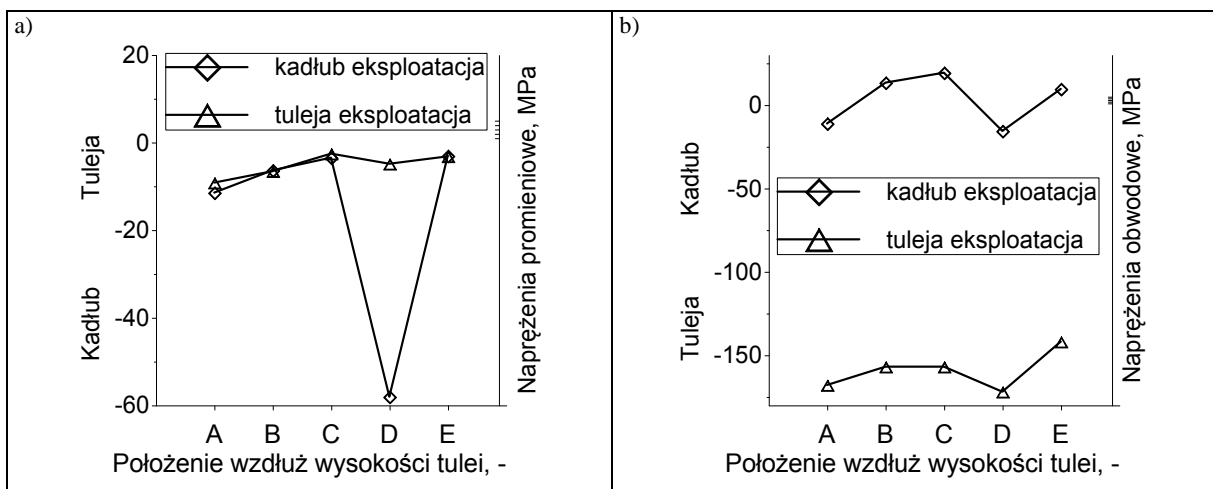 a)
20
0
-20
-40
-60
Tuleja
Kadłub
kadłub eksploatacja
tuleja eksploatacja
Naprężenia promieniowe, MPa
A B C D E
Położenie wzdłuż wysokości tulei, -
b)
0
-50
-100
-150
Kadłub
Tuleja
kadłub eksploatacja
tuleja eksploatacja
Naprężenia obwodowe, MPa
A B C D E
Położenie wzdłuż wysokości tulei, -